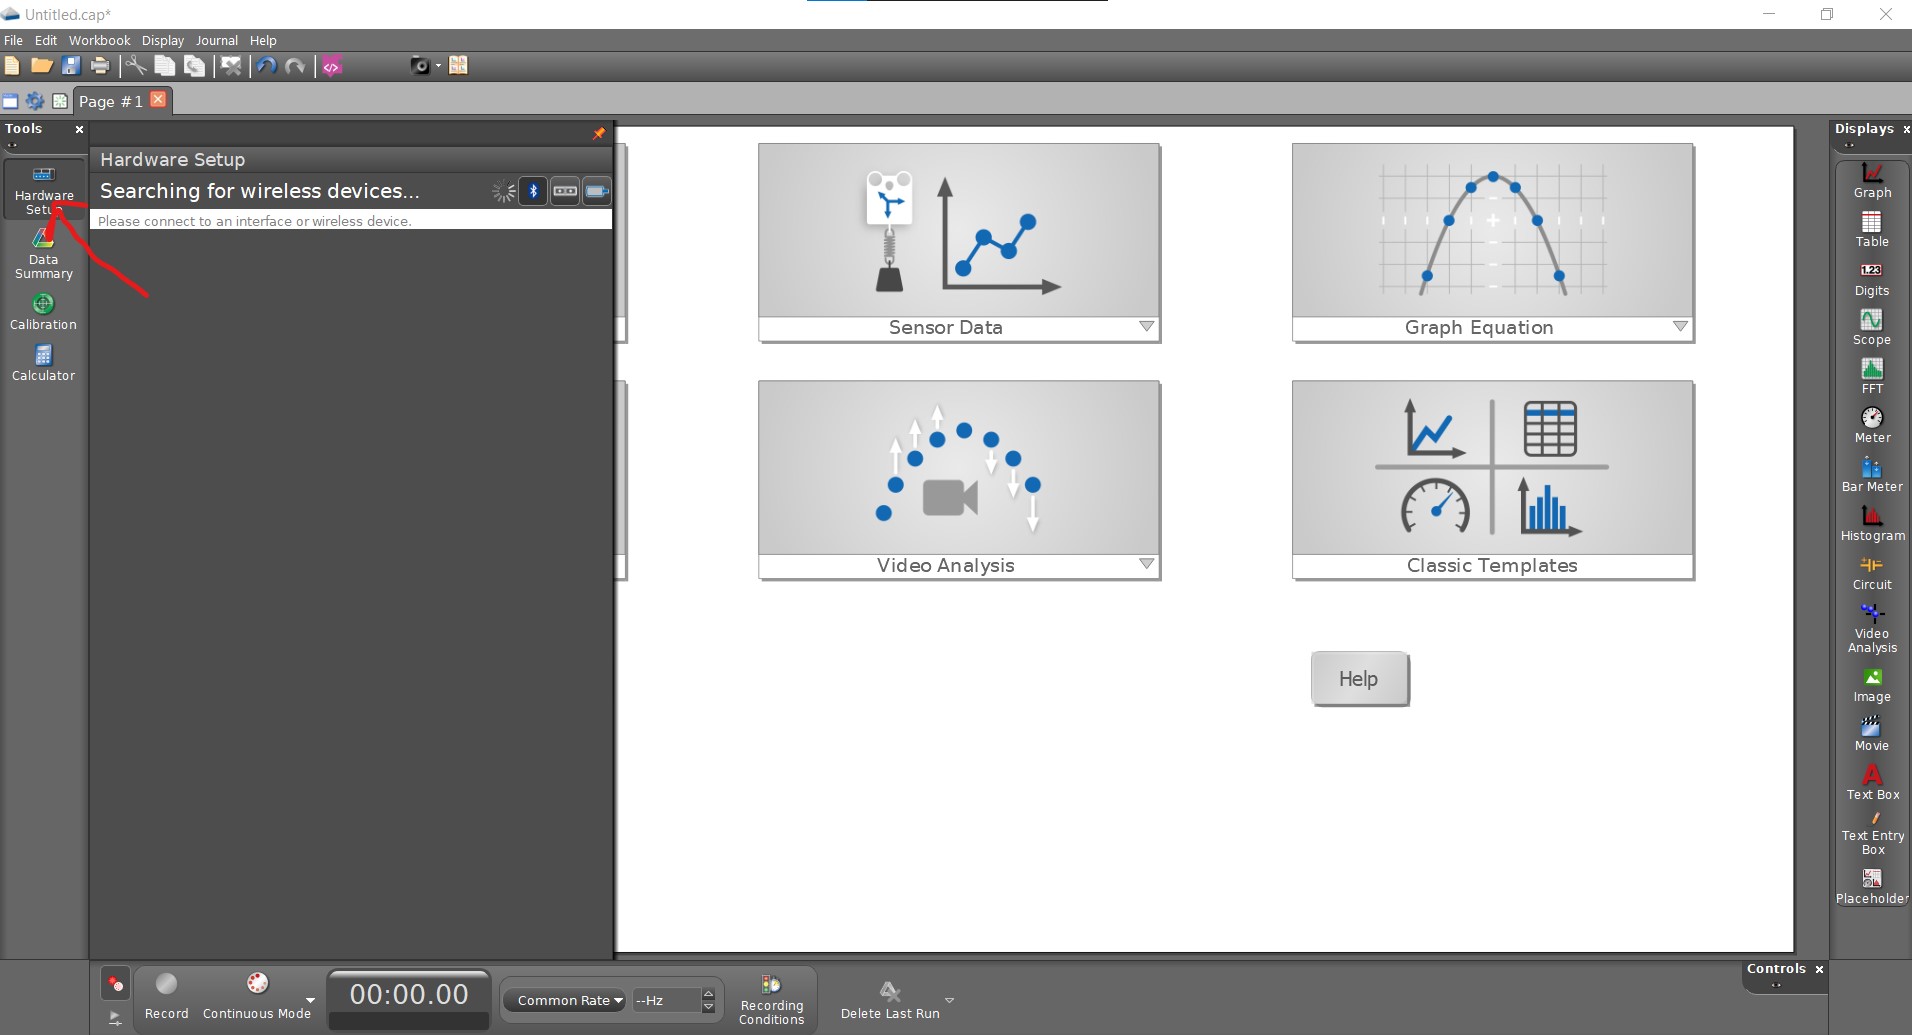 Untitled.cap*
File Edit Workbook Display Journal Help
Page #1
Tools
Hardware
Setup
Data
Summary
Calibration
Calculator
Hardware Setup
Searching for wireless devices...
Please connect to an interface or wireless device.
Sensor Data
Graph Equation
Video Analysis
Classic Templates
Help
Displays
Graph
Table
1.23
Digits
Scope
FFT
Meter
Bar Meter
Histogram
Circuit
Video
Analysis
Image
Movie
A
Text Box
Text Entry
Box
Placeholder
Controls
Record
Continuous Mode
00:00.00
Common Rate
--Hz
Recording
Conditions
Delete Last Run